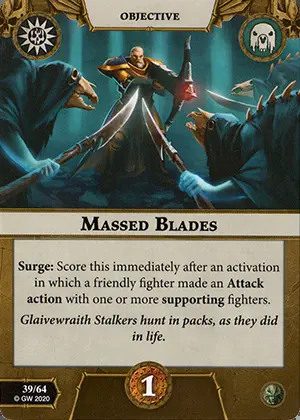 OBJECTIVE
MASSED BLADES
Surge: Score this immediately after an activation
in which a friendly fighter made an Attack
action with one or more supporting fighters.
Glaivewraith Stalkers hunt in packs, as they did
in life.
39/64
© GW 2020
1